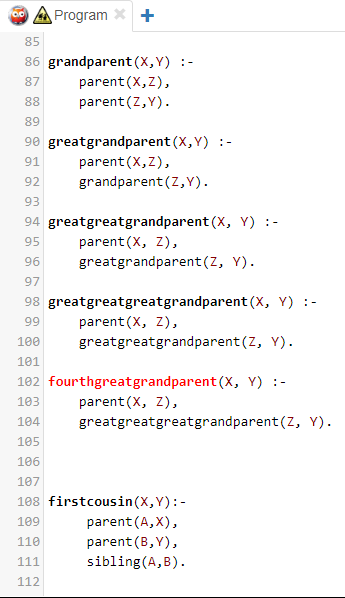 Program
85
86 grandparent(X,Y) :-
87     parent(X,Z),
88     parent(Z,Y).
89
90 greatgrandparent(X,Y) :-
91     parent(X,Z),
92     grandparent(Z,Y).
93
94 greatgreatgrandparent(X, Y) :-
95     parent(X, Z),
96     greatgrandparent(Z, Y).
97
98 greatgreatgreatgrandparent(X, Y) :-
99     parent(X, Z),
100     greatgreatgrandparent(Z, Y).
101
102 fourthgreatgrandparent(X, Y) :-
103     parent(X, Z),
104     greatgreatgreatgrandparent(Z, Y).
105
106
107
108 firstcousin(X,Y):-
109      parent(A,X),
110      parent(B,Y),
111      sibling(A,B).
112